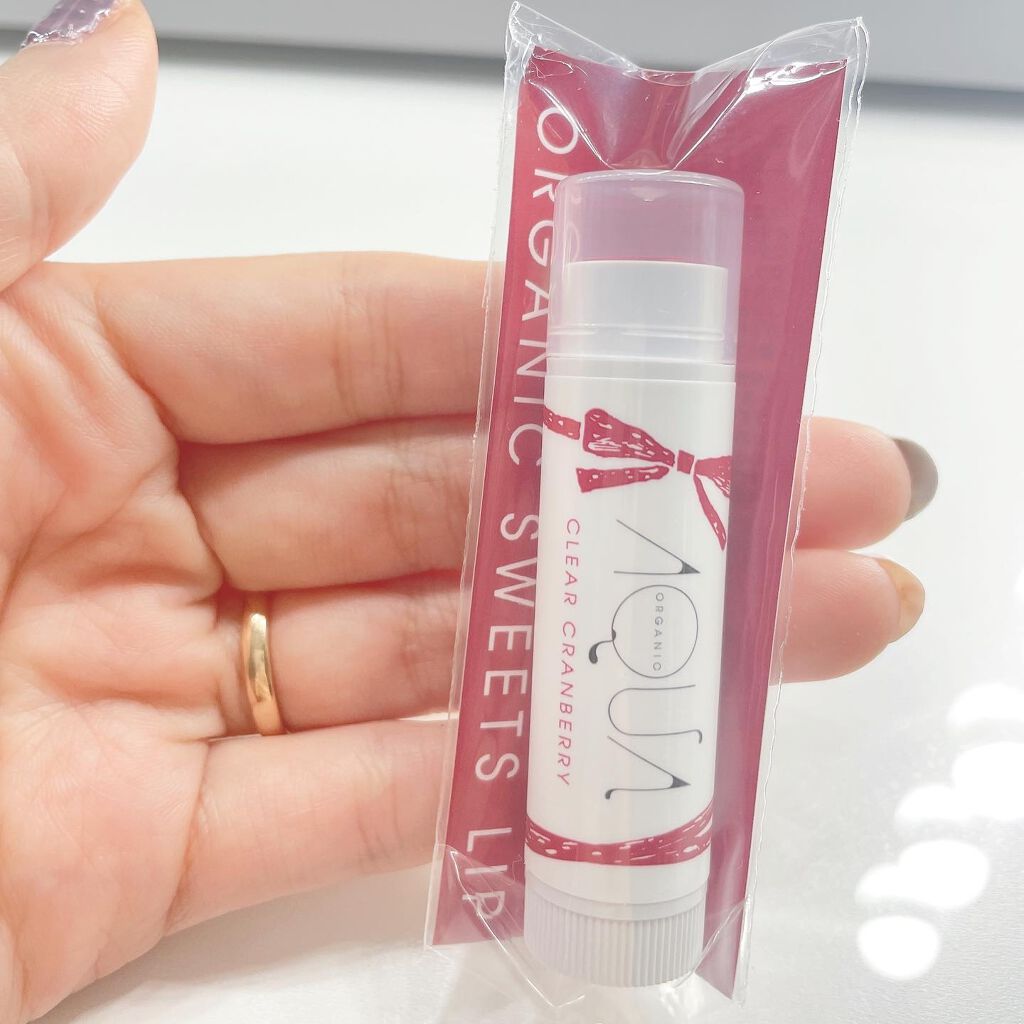 ORGANIC SWEETS LIP
AQUA
ORGANIC
CLEAR CRANBERRY